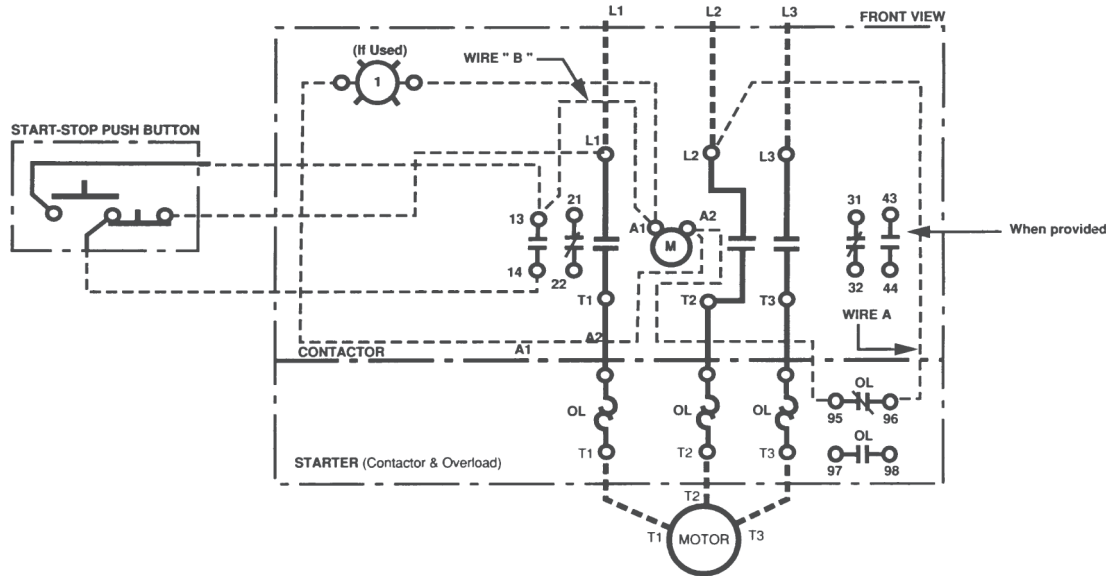 L1
L2
L3
FRONT VIEW
(If Used)
WIRE " B "
1
START-STOP PUSH BUTTON
L1
L2
L3
13
21
A1
A2
M
31
43
When provided
14
22
32
44
T1
T2
T3
WIRE A
A2
CONTACTOR
A1
OL
OL
OL
OL
95
96
OL
97
98
T1
T2
T3
STARTER (Contactor & Overload)
T2
T1
MOTOR
T3